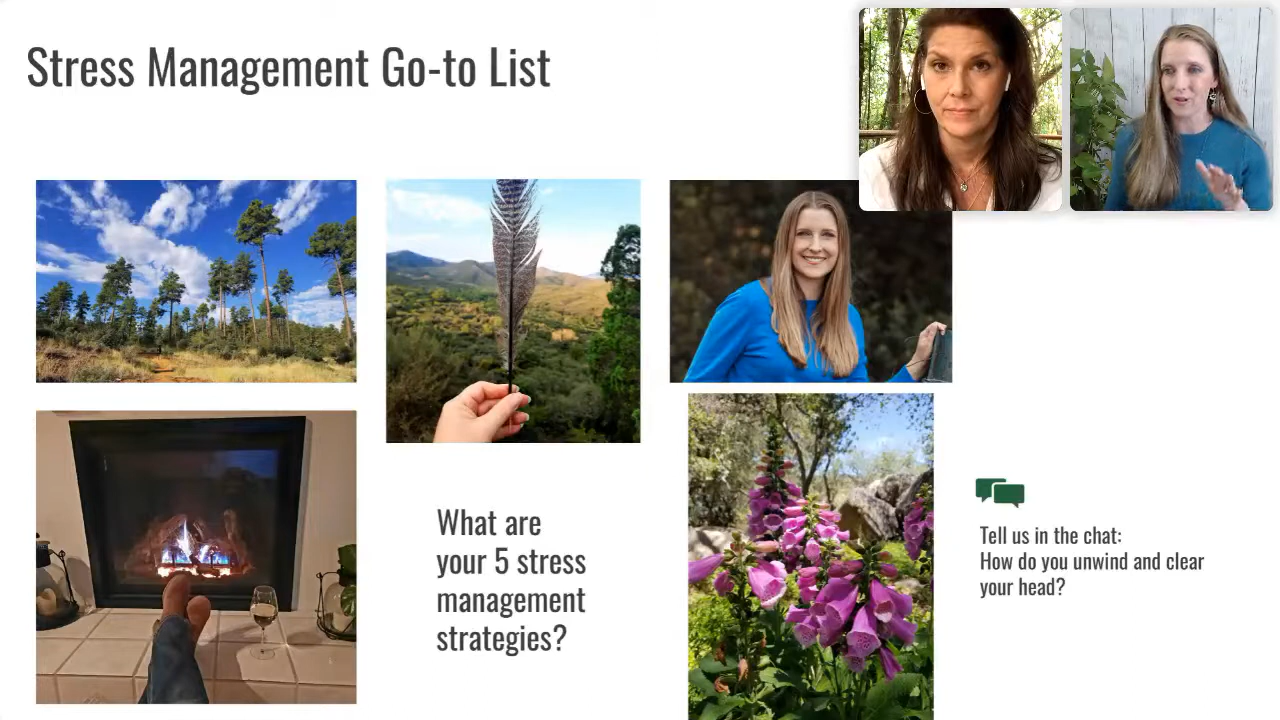 Stress Management Go-to List
What are
your 5 stress
management
strategies?
Tell us in the chat:
How do you unwind and clear
your head?